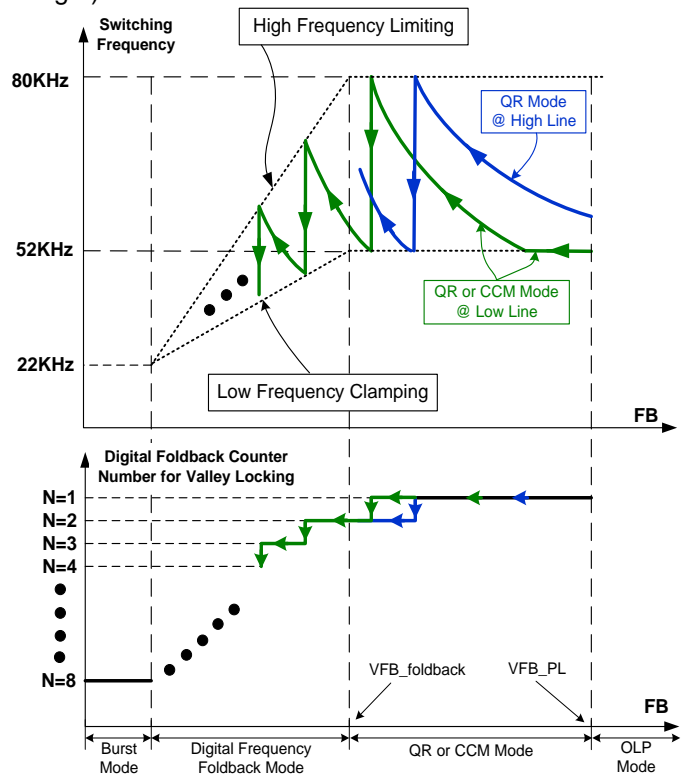 Switching
Frequency
High Frequency Limiting
80KHz
QR Mode
@ High Line
52KHz
QR or CCM Mode
@ Low Line
22KHz
Low Frequency Clamping
FB
Digital Foldback Counter
Number for Valley Locking
N=1
N=2
N=3
N=4
VFB_foldback
VFB_PL
N=8
FB
Burst
Mode
Digital Frequency
Foldback Mode
QR or CCM Mode
OLP
Mode